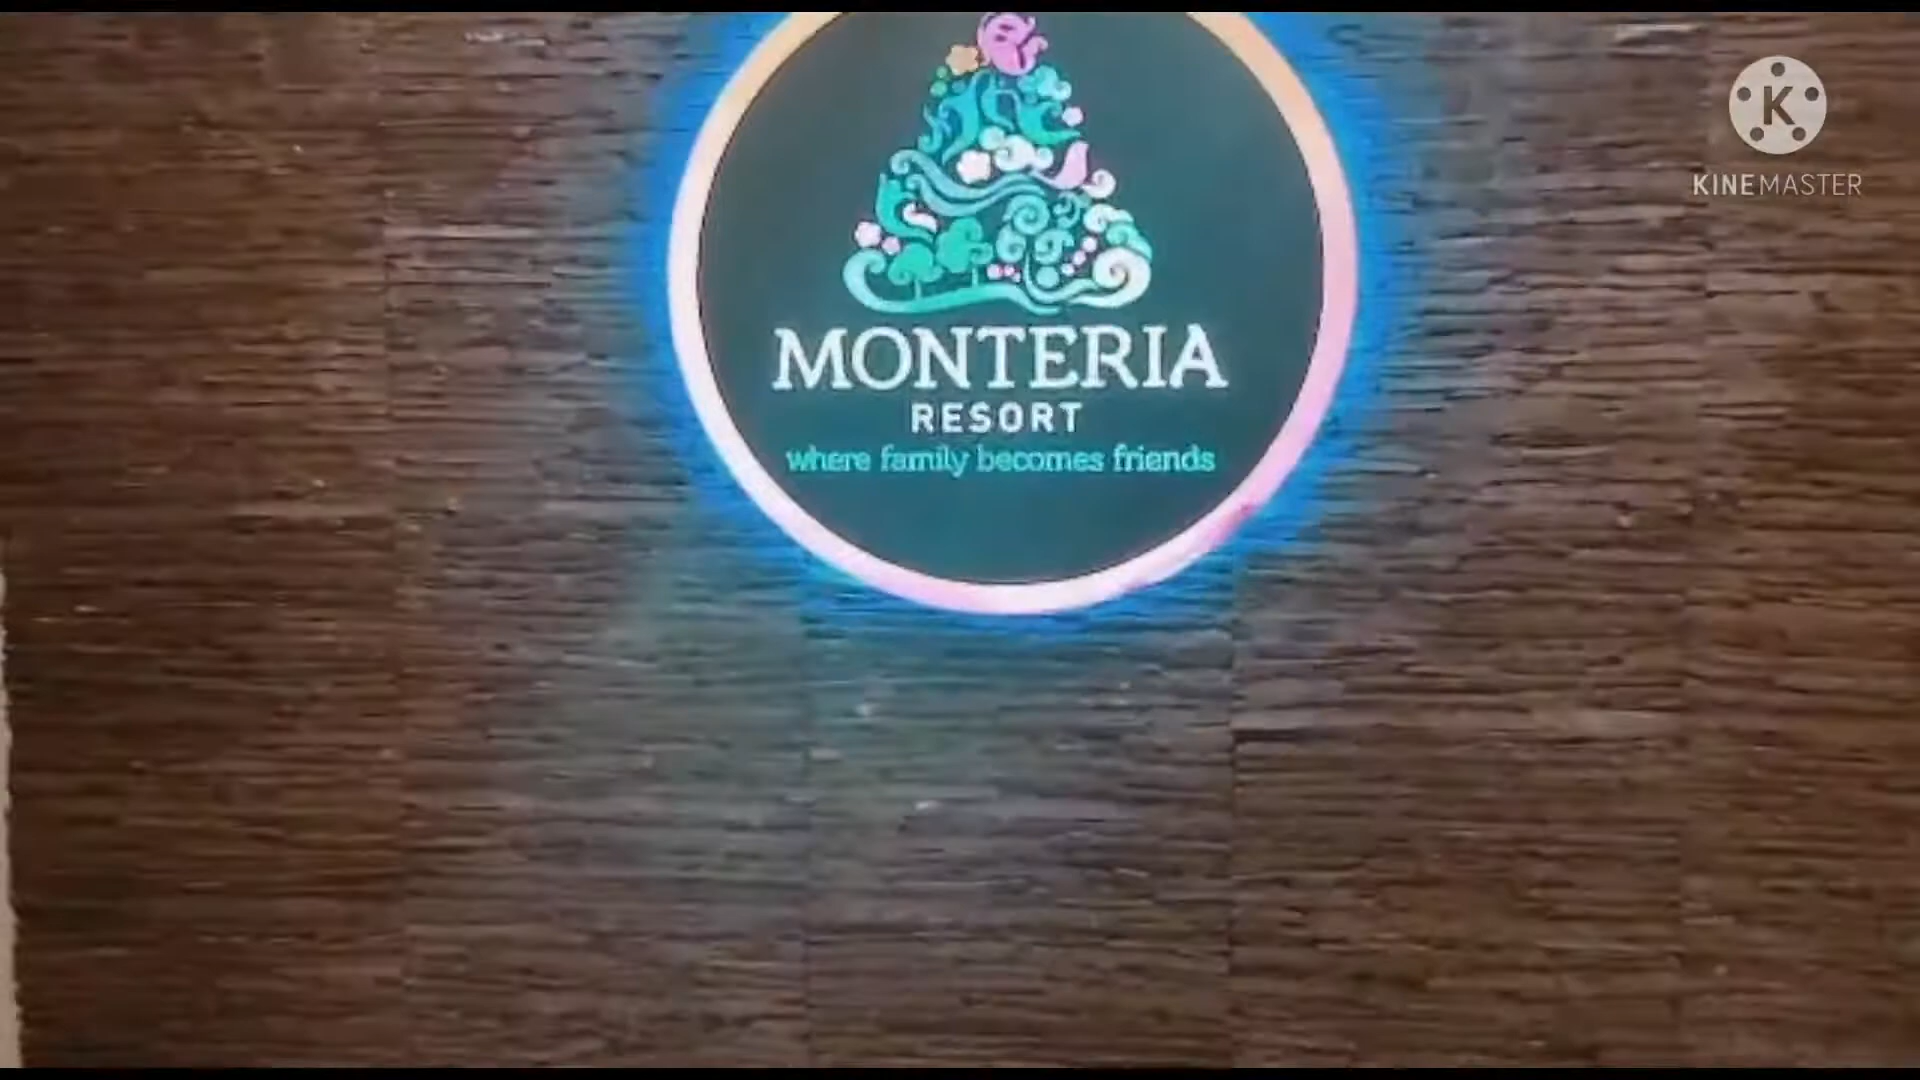 MONTERIA
RESORT
where family becomes friends
K
KINEMASTER